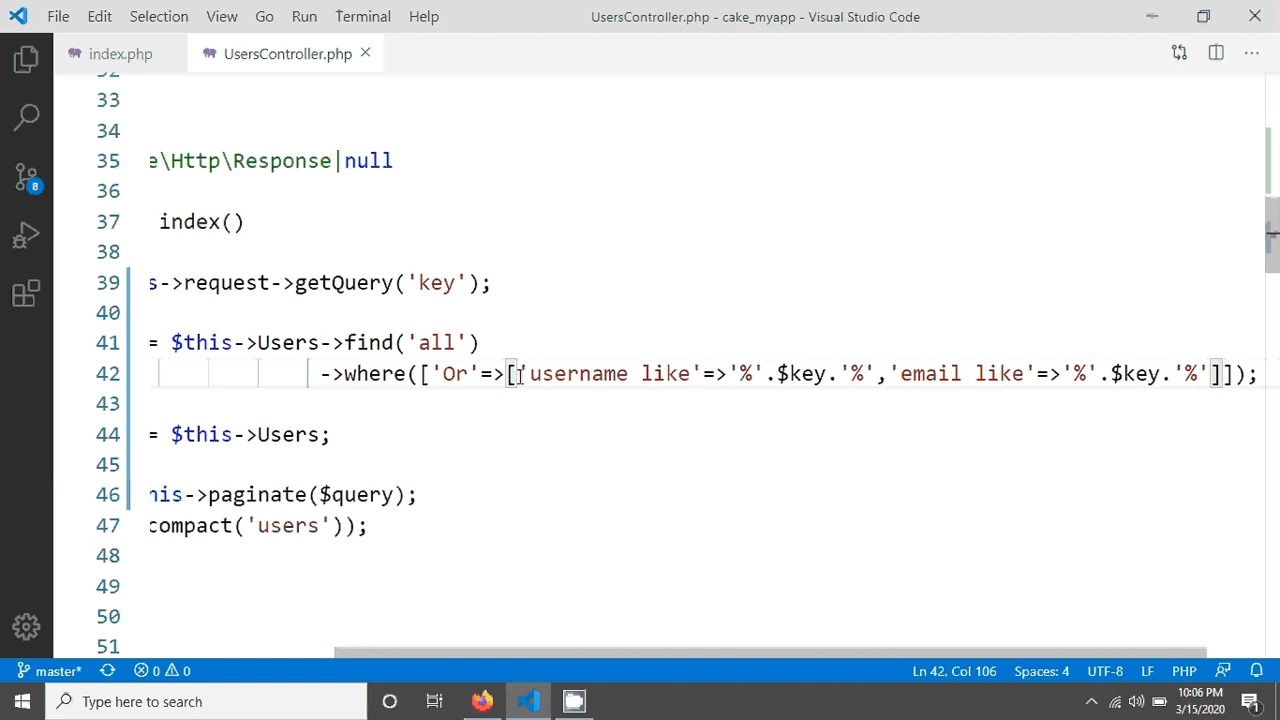 File Edit Selection View Go Run Terminal Help UsersController.php - cake_myapp - Visual Studio Code
index.php UsersController.php
32
33
34
35 e\Http\Response|null
36
37 index()
38
39 s->request->getQuery('key');
40
41 = $this->Users->find('all')
42 ->where(['Or'=>['username like'=>'%'.$key.'%','email like'=>'%'.$key.'%']]);
43
44 = $this->Users;
45
46 his->paginate($query);
47 compact('users'));
48
49
50
51
8
master* 0 0 Ln 42, Col 106 Spaces: 4 UTF-8 LF PHP
Type here to search 10:06 PM
3/15/2020 1